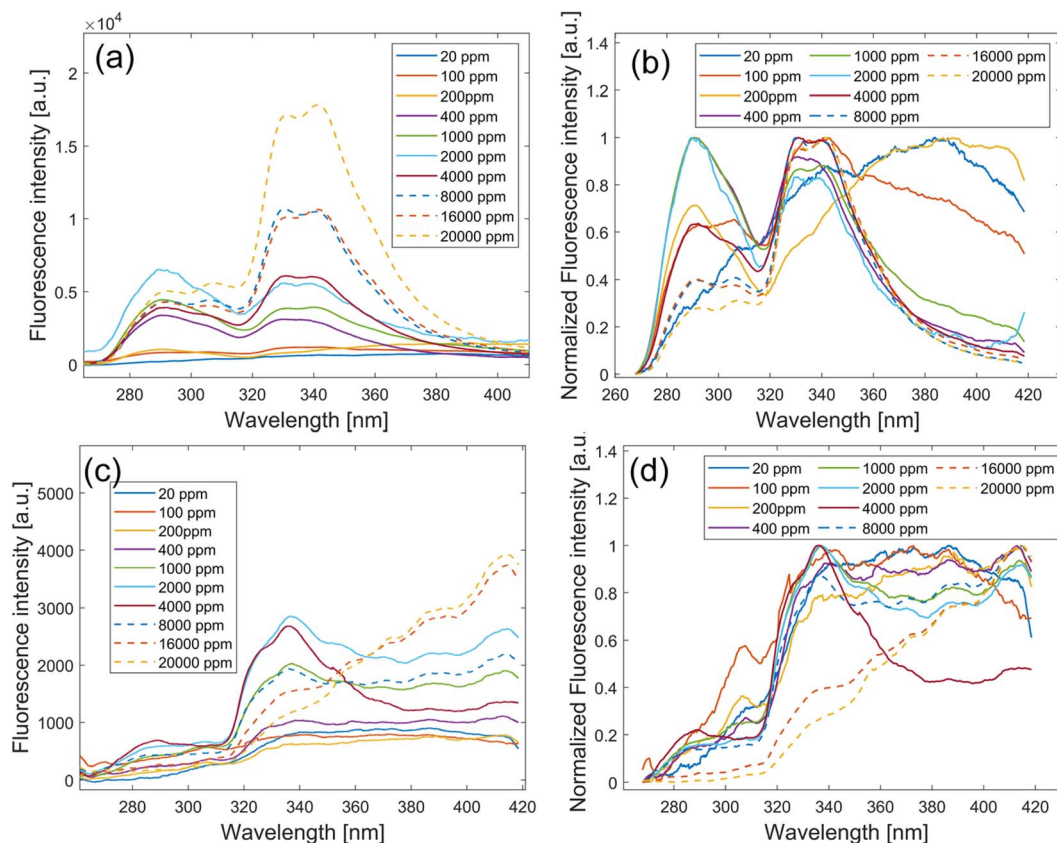 (a)
×10⁴
Fluorescence intensity [a.u.]
2
1.5
1
0.5
0
280 300 320 340 360 380 400
Wavelength [nm]
20 ppm
100 ppm
200ppm
400 ppm
1000 ppm
2000 ppm
4000 ppm
8000 ppm
16000 ppm
20000 ppm
(b)
Normalized Fluorescence intensity [a.u.]
1.4
1.2
1
0.8
0.6
0.4
0.2
0
260 280 300 320 340 360 380 400 420
Wavelength [nm]
20 ppm 1000 ppm 16000 ppm
100 ppm 2000 ppm 20000 ppm
200ppm 4000 ppm
400 ppm 8000 ppm
(c)
Fluorescence intensity [a.u.]
5000
4000
3000
2000
1000
0
280 300 320 340 360 380 400 420
Wavelength [nm]
20 ppm
100 ppm
200ppm
400 ppm
1000 ppm
2000 ppm
4000 ppm
8000 ppm
16000 ppm
20000 ppm
(d)
Normalized Fluorescence intensity [a.u.
1.4
1.2
1
0.8
0.6
0.4
0.2
0
280 300 320 340 360 380 400 420
Wavelength [nm]
20 ppm 1000 ppm 16000 ppm
100 ppm 2000 ppm 20000 ppm
200ppm 4000 ppm
400 ppm 8000 ppm